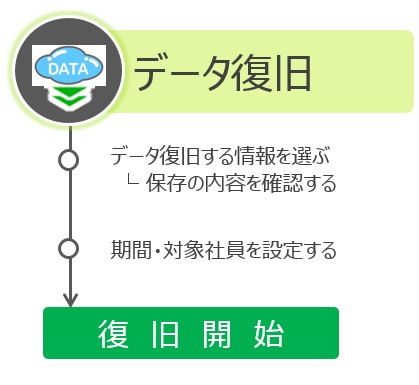 DATA
データ復旧
データ復旧する情報を選ぶ
└ 保存の内容を確認する
期間・対象社員を設定する
復旧開始